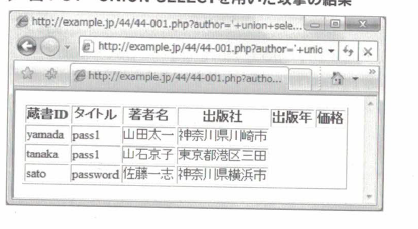 UNION SELECTを用いた攻撃の結果
http://example.jp/44/44-001.php?author='+union+sele...
http://example.jp/44/44-001.php?author='+unio
http://example.jp/44/44-001.php?autho...
蔵書ID タイトル 著者名 出版社 出版年 価格
yamada pass1 山田太一 神奈川県川崎市
tanaka pass1 山石京子 東京都港区三田
sato password 佐藤一志 神奈川県横浜市